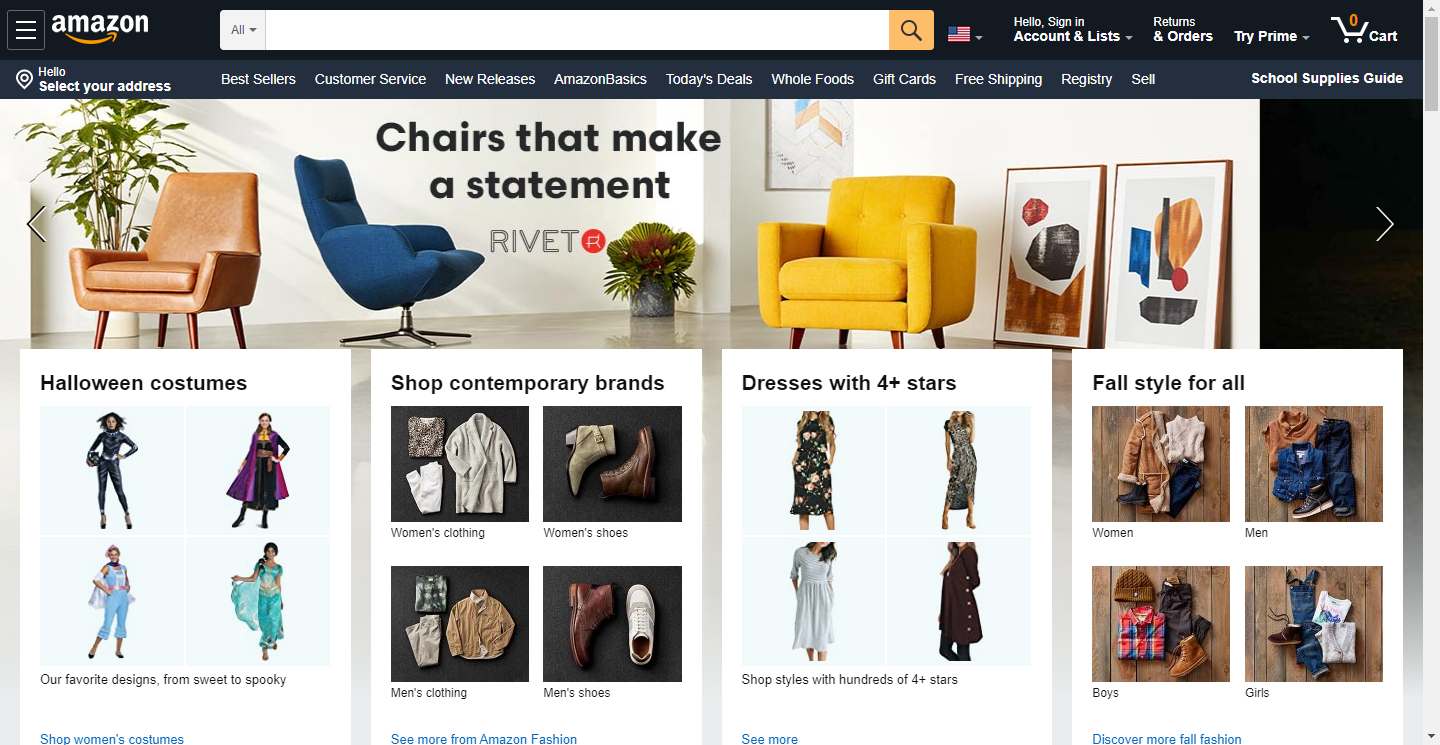 amazon
All
Hello, Sign in
Account & Lists
Returns
& Orders
Try Prime
0
Cart
Hello
Select your address
Best Sellers
Customer Service
New Releases
AmazonBasics
Today's Deals
Whole Foods
Gift Cards
Free Shipping
Registry
Sell
School Supplies Guide
Chairs that make
a statement
RIVET R
Halloween costumes
Our favorite designs, from sweet to spooky
Shop women's costumes
Shop contemporary brands
Women's clothing
Women's shoes
Men's clothing
Men's shoes
See more from Amazon Fashion
Dresses with 4+ stars
Shop styles with hundreds of 4+ stars
See more
Fall style for all
Women
Men
Boys
Girls
Discover more fall fashion